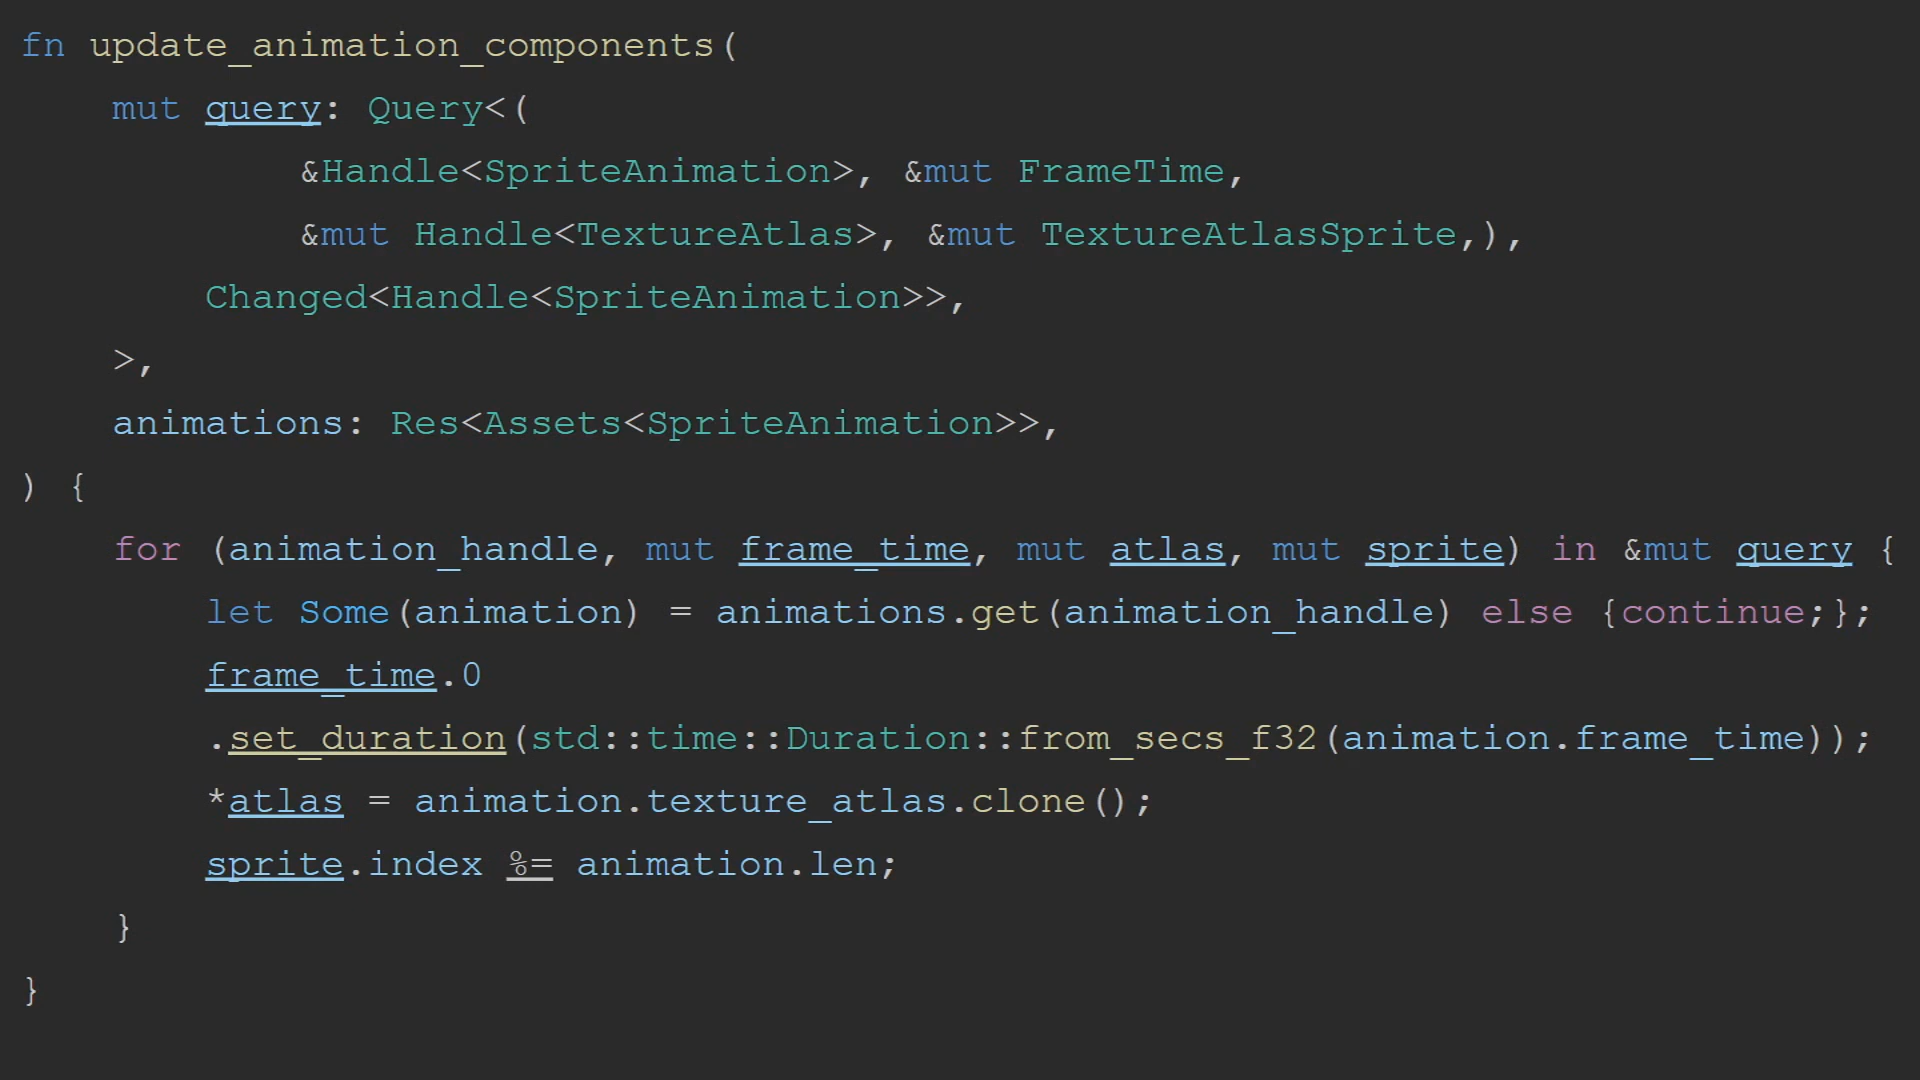 fn update_animation_components(
    mut query: Query<(
            &Handle<SpriteAnimation>, &mut FrameTime,
            &mut Handle<TextureAtlas>, &mut TextureAtlasSprite,),
        Changed<Handle<SpriteAnimation>>,
    >,
    animations: Res<Assets<SpriteAnimation>>,
) {
    for (animation_handle, mut frame_time, mut atlas, mut sprite) in &mut query {
        let Some(animation) = animations.get(animation_handle) else {continue;};
        frame_time.0
        .set_duration(std::time::Duration::from_secs_f32(animation.frame_time));
        *atlas = animation.texture_atlas.clone();
        sprite.index %= animation.len;
    }
}